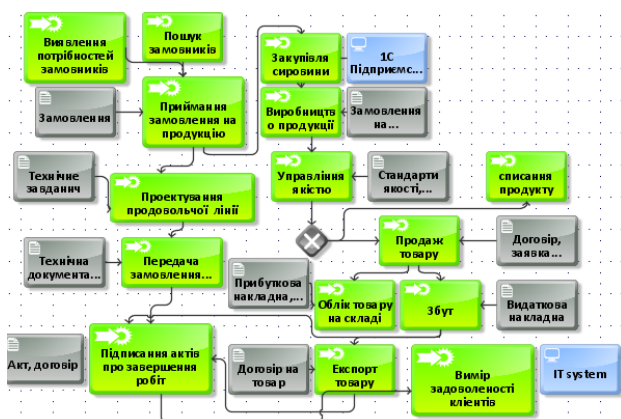 Виявлення
потрібностей
замовників
Пошук
замовників
Закупівля
сировини
1С
Підприємс...
Замовлення
Приймання
замовлення на
продукцію
Виробництв
о продукції
Замовлення
на...
Технічне
завданич
Проектування
продовольчої лінії
Управління
якістю
Стандарти
якості,...
списання
продукту
Технічна
документа...
Передача
замовлення...
Продаж
товару
Договір,
заявка...
Прибуткова
накладна,...
Облік товару
на складі
Збут
Видаткова
накладна
Акт, договір
Підписання актів
про завершення
робіт
Договір на
товар
Експорт
товару
Вимір
задоволеності
клієнтів
IT system